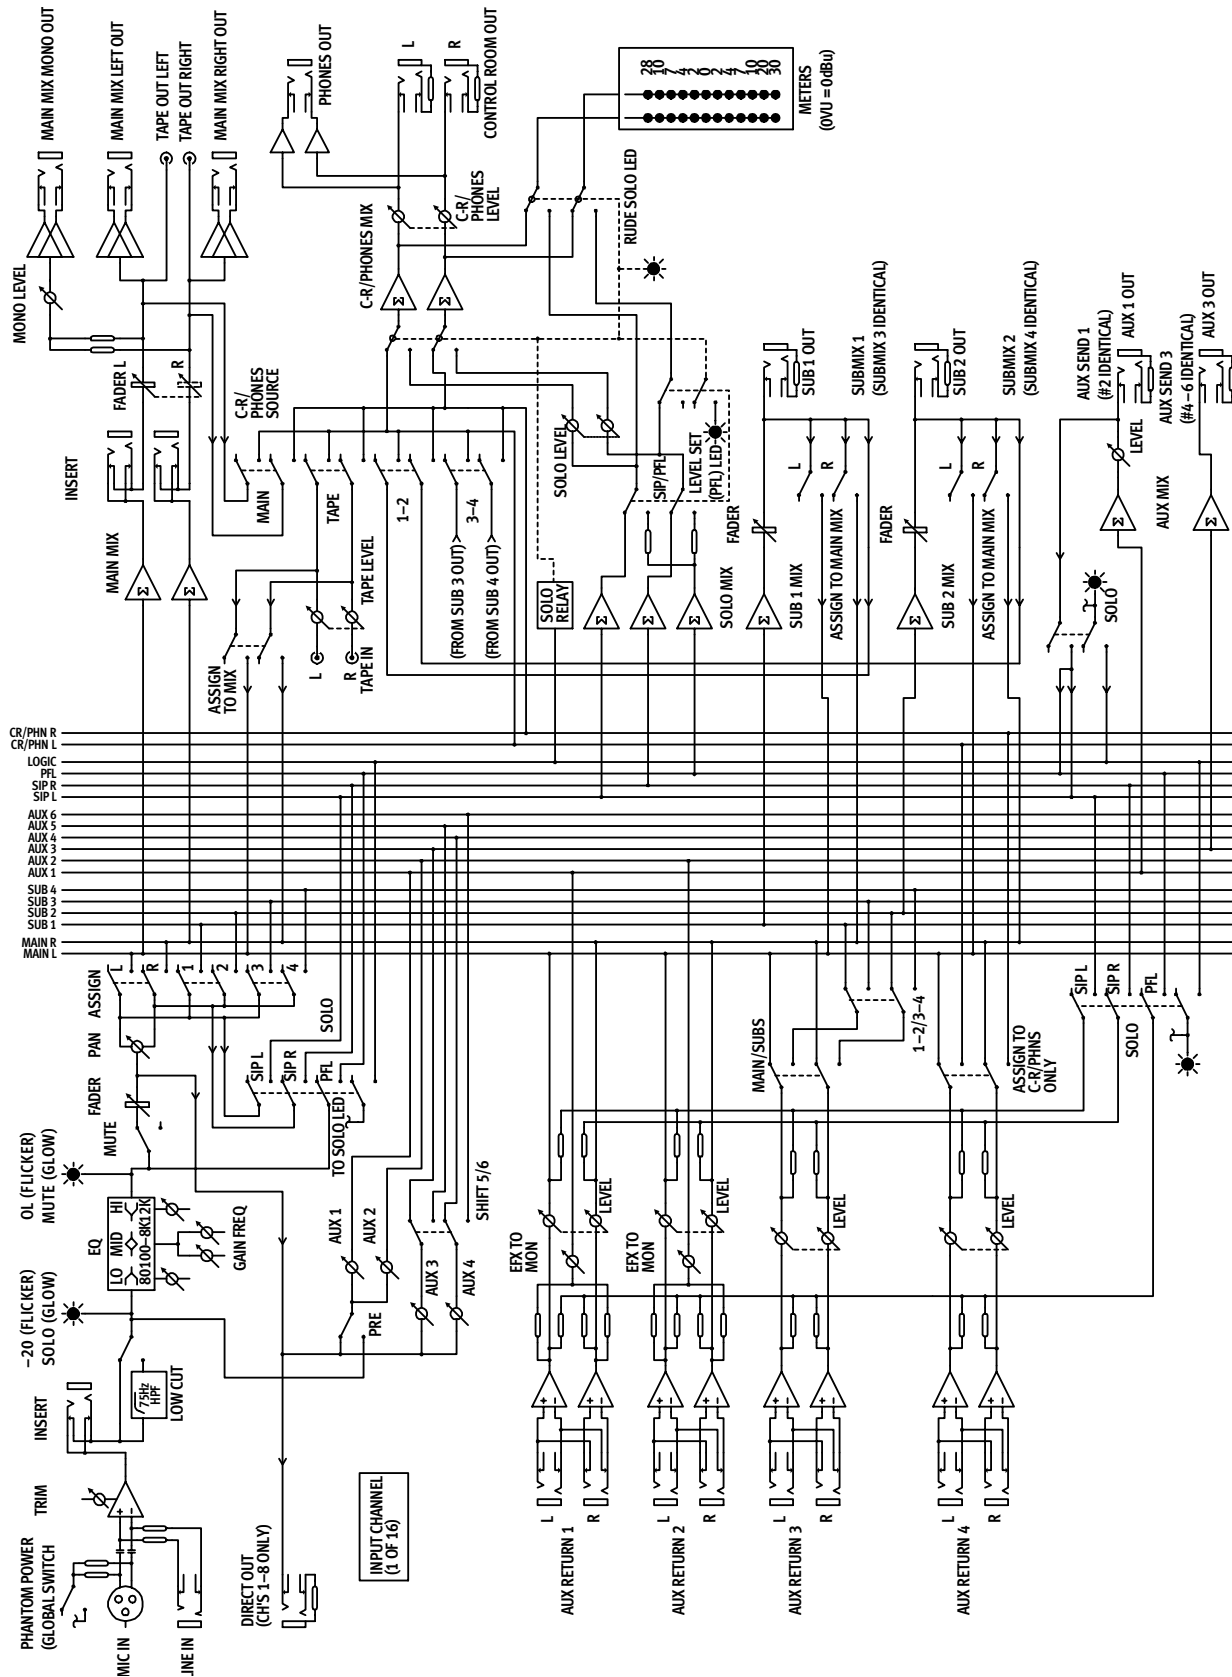 MAIN MIX MONO OUT
MAIN MIX LEFT OUT
TAPE OUT LEFT
TAPE OUT RIGHT
MAIN MIX RIGHT OUT
PHONES OUT
L
R
CONTROL ROOM OUT
28
10
7
4
2
0
2
4
7
10
20
30
METERS
(0VU = 0dBu)
MONO LEVEL
FADER L
R
C-R/
PHONES
SOURCE
C-R/PHONES MIX
C-R/
PHONES
LEVEL
RUDE SOLO LED
INSERT
MAIN MIX
Σ
Σ
MAIN
TAPE
1–2
3–4
(FROM SUB 3 OUT)
(FROM SUB 4 OUT)
Σ
Σ
SOLO LEVEL
SIP/PFL
LEVEL SET
(PFL) LED
SOLO
RELAY
Σ
Σ
Σ
SOLO MIX
TAPE LEVEL
L
R
TAPE IN
ASSIGN
TO MIX
FADER
Σ
SUB 1 MIX
SUB 1 OUT
L
R
ASSIGN TO MAIN MIX
SUBMIX 1
(SUBMIX 3 IDENTICAL)
FADER
Σ
SUB 2 MIX
SUB 2 OUT
L
R
ASSIGN TO MAIN MIX
SUBMIX 2
(SUBMIX 4 IDENTICAL)
AUX SEND 1
(#2 IDENTICAL)
AUX 1 OUT
LEVEL
Σ
AUX MIX
SOLO
AUX SEND 3
(#4–6 IDENTICAL)
AUX 3 OUT
Σ
CR/PHN R
CR/PHN L
LOGIC
PFL
SIP R
SIP L
AUX 6
AUX 5
AUX 4
AUX 3
AUX 2
AUX 1
SUB 4
SUB 3
SUB 2
SUB 1
MAIN R
MAIN L
ASSIGN
L
R
1
2
3
4
PAN
FADER
MUTE
SOLO
SIP L
SIP R
PFL
TO SOLO LED
OL (FLICKER)
MUTE (GLOW)
EQ
LO MID HI
80100–8K12K
GAIN FREQ
–20 (FLICKER)
SOLO (GLOW)
INSERT
75Hz
HPF
LOW CUT
TRIM
+
–
PHANTOM POWER
(GLOBAL SWITCH
MIC IN
LINE IN
DIRECT OUT
(CH'S 1–8 ONLY)
INPUT CHANNEL
(1 OF 16)
AUX 1
AUX 2
PRE
AUX 3
AUX 4
SHIFT 5/6
EFX TO
MON
LEVEL
+
–
+
–
L
R
AUX RETURN 1
EFX TO
MON
LEVEL
+
–
+
–
L
R
AUX RETURN 2
MAIN/SUBS
1–2/3–4
LEVEL
+
–
+
–
L
R
AUX RETURN 3
ASSIGN TO
C-R/PHNS
ONLY
LEVEL
+
–
+
–
L
R
AUX RETURN 4
SIP L
SIP R
PFL
SOLO